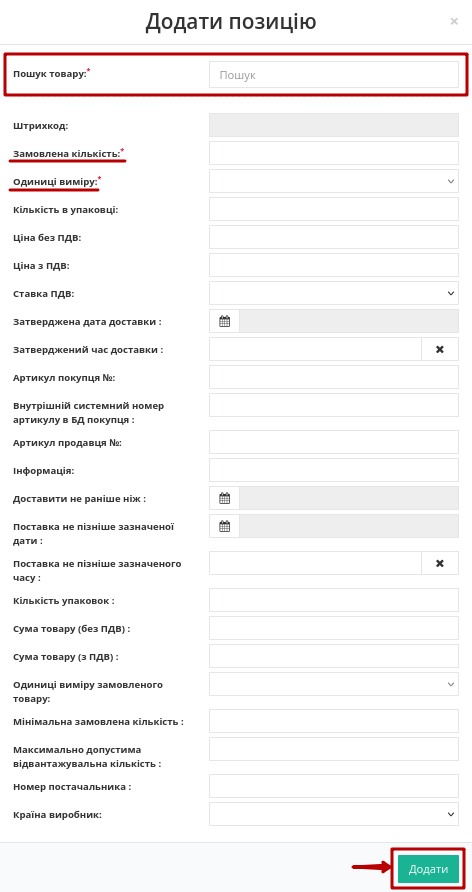 Додати позицію
×
Пошук товару:*
Пошук
Штрихкод:
Замовлена кількість:*
Одиниці виміру:*
Кількість в упаковці:
Ціна без ПДВ:
Ціна з ПДВ:
Ставка ПДВ:
Затверджена дата доставки :
Затверджений час доставки :
Артикул покупця №:
Внутрішній системний номер
артикулу в БД покупця :
Артикул продавця №:
Інформація:
Доставити не раніше ніж :
Поставка не пізніше зазначеної
дати :
Поставка не пізніше зазначеного
часу :
Кількість упаковок :
Сума товару (без ПДВ) :
Сума товару (з ПДВ) :
Одиниці виміру замовленого
товару:
Мінімальна замовлена кількість :
Максимально допустима
відвантажувальна кількість :
Номер постачальника :
Країна виробник:
Додати